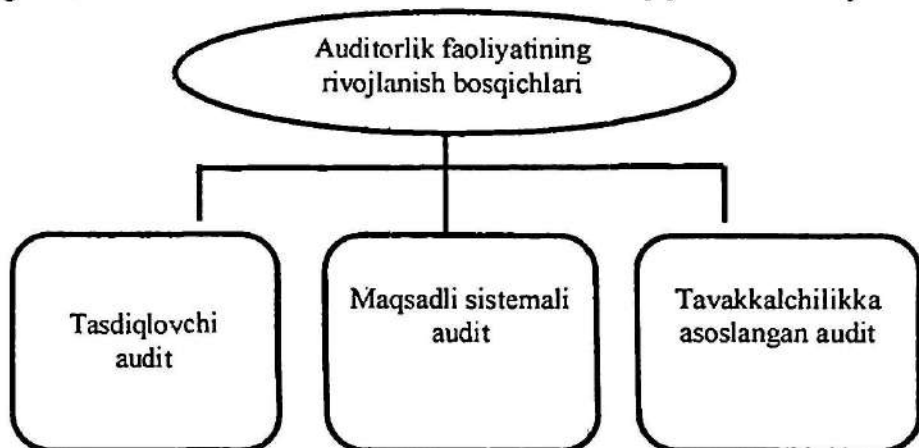 Auditorlik faoliyatining
rivojlanish bosqichlari
Tasdiqlovchi
audit
Maqsadli sistemali
audit
Tavakkalchilikka
asoslangan audit